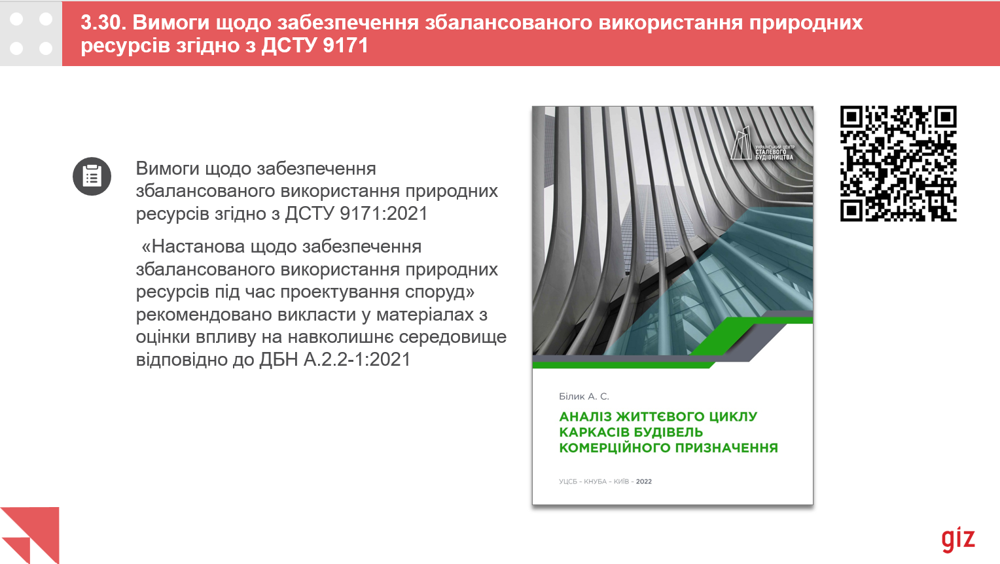 3.30. Вимоги щодо забезпечення збалансованого використання природних
ресурсів згідно з ДСТУ 9171
Вимоги щодо забезпечення
збалансованого використання природних
ресурсів згідно з ДСТУ 9171:2021
«Настанова щодо забезпечення
збалансованого використання природних
ресурсів під час проектування споруд»
рекомендовано викласти у матеріалах з
оцінки впливу на навколишнє середовище
відповідно до ДБН А.2.2-1:2021
УКРАЇНСЬКИЙ ЦЕНТР
СТАЛЕВОГО
БУДІВНИЦТВА
Білик А. С.
АНАЛІЗ ЖИТТЄВОГО ЦИКЛУ
КАРКАСІВ БУДІВЕЛЬ
КОМЕРЦІЙНОГО ПРИЗНАЧЕННЯ
УЦСБ – КНУБА – КИЇВ – 2022
giz